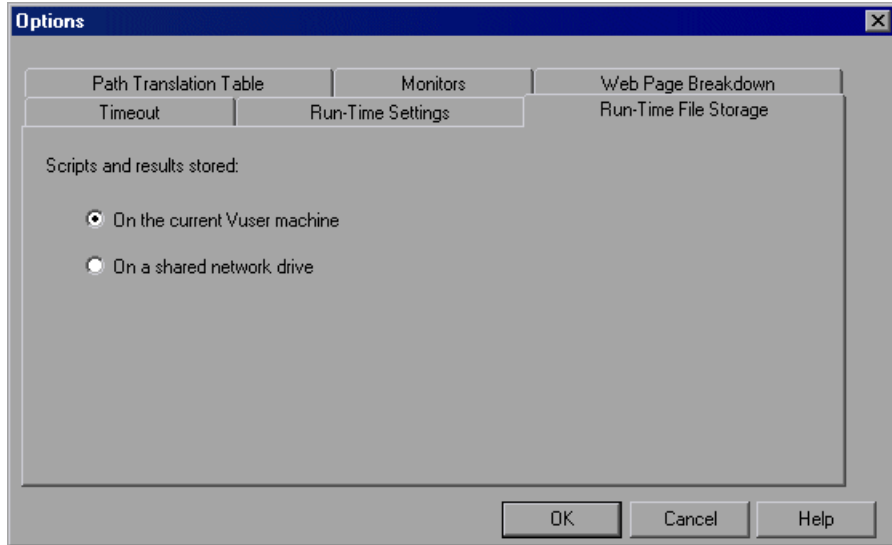 Options
Path Translation Table Monitors Web Page Breakdown
Timeout Run-Time Settings Run-Time File Storage
Scripts and results stored:
On the current Vuser machine
On a shared network drive
OK Cancel Help